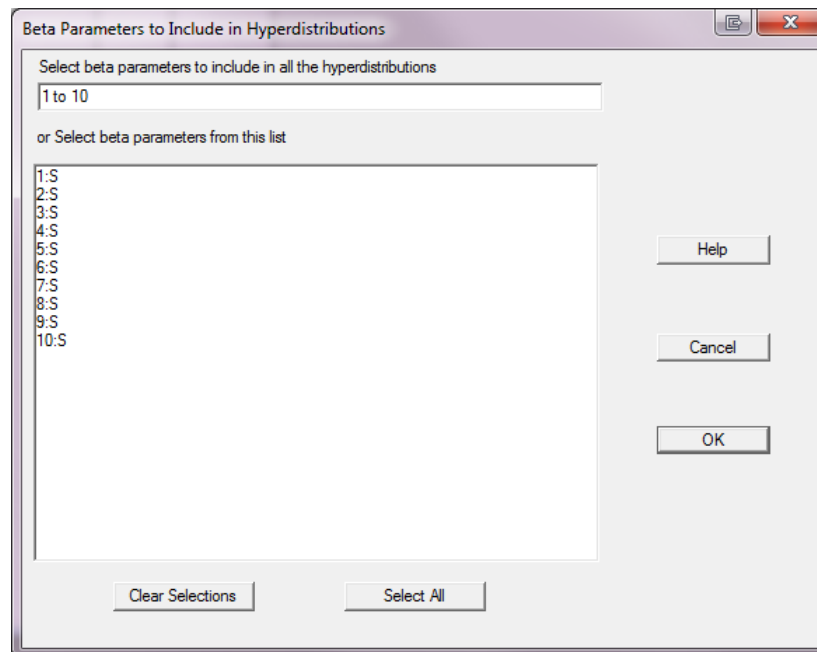 Beta Parameters to Include in Hyperdistributions
Select beta parameters to include in all the hyperdistributions
1 to 10
or Select beta parameters from this list
1:S
2:S
3:S
4:S
5:S
6:S
7:S
8:S
9:S
10:S
Help
Cancel
OK
Clear Selections
Select All